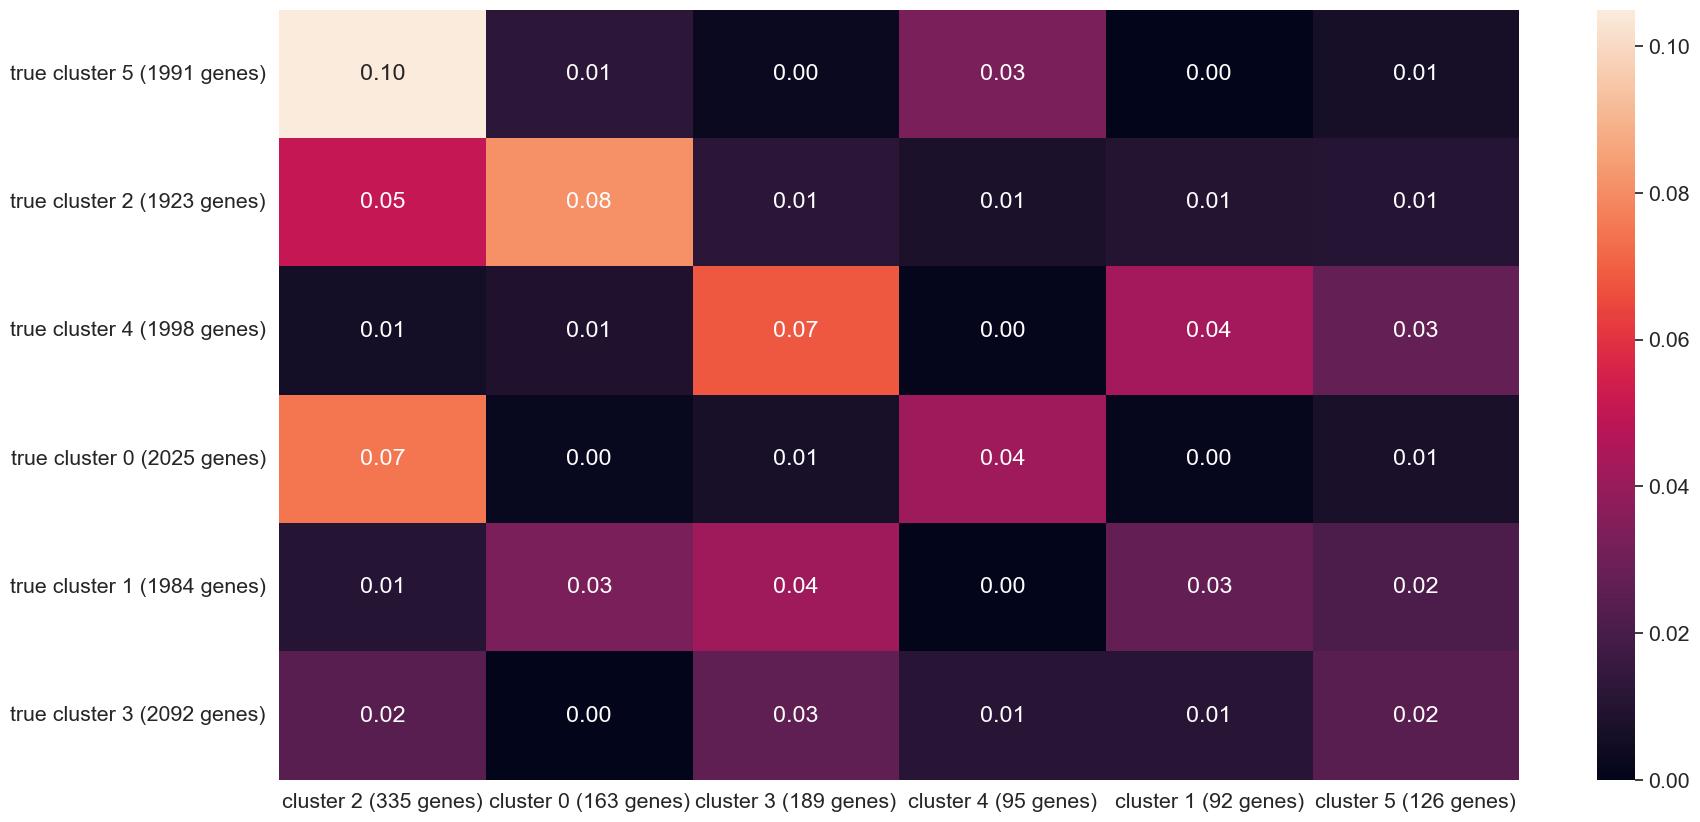 true cluster 5 (1991 genes) 0.10 0.01 0.00 0.03 0.00 0.01
true cluster 2 (1923 genes) 0.05 0.08 0.01 0.01 0.01 0.01
true cluster 4 (1998 genes) 0.01 0.01 0.07 0.00 0.04 0.03
true cluster 0 (2025 genes) 0.07 0.00 0.01 0.04 0.00 0.01
true cluster 1 (1984 genes) 0.01 0.03 0.04 0.00 0.03 0.02
true cluster 3 (2092 genes) 0.02 0.00 0.03 0.01 0.01 0.02
cluster 2 (335 genes) cluster 0 (163 genes) cluster 3 (189 genes) cluster 4 (95 genes) cluster 1 (92 genes) cluster 5 (126 genes)
0.10
0.08
0.06
0.04
0.02
0.00